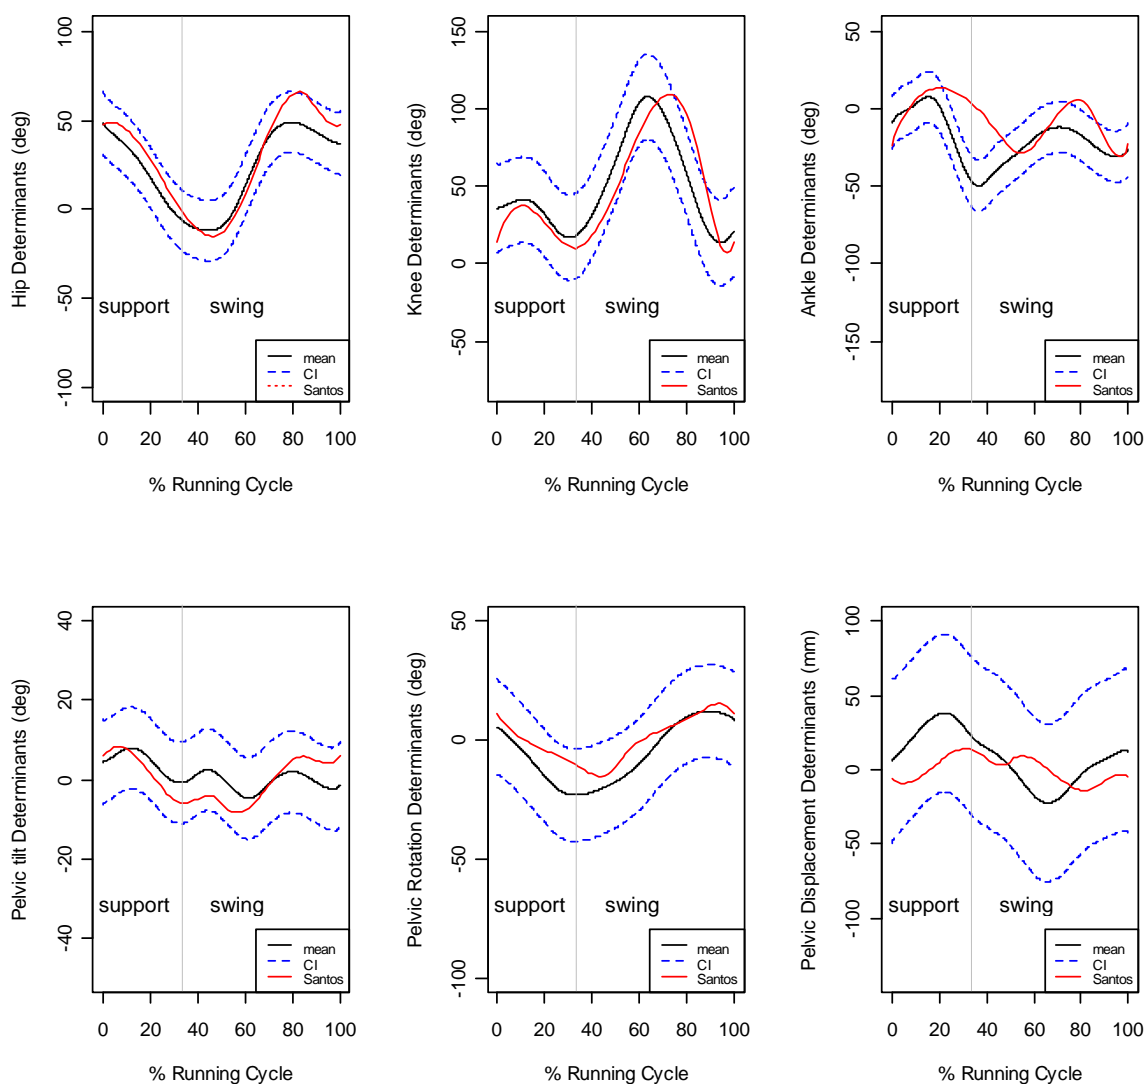 Hip Determinants (deg)
100
50
0
-50
-100
support swing
mean
CI
Santos
0 20 40 60 80 100
% Running Cycle
Knee Determinants (deg)
150
100
50
0
-50
support swing
mean
CI
Santos
0 20 40 60 80 100
% Running Cycle
Ankle Determinants (deg)
50
0
-50
-100
-150
support swing
mean
CI
Santos
0 20 40 60 80 100
% Running Cycle
Pelvic tilt Determinants (deg)
40
20
0
-20
-40
support swing
mean
CI
Santos
0 20 40 60 80 100
% Running Cycle
Pelvic Rotation Determinants (deg)
50
0
-50
-100
support swing
mean
CI
Santos
0 20 40 60 80 100
% Running Cycle
Pelvic Displacement Determinants (mm)
100
50
0
-50
-100
support swing
mean
CI
Santos
0 20 40 60 80 100
% Running Cycle